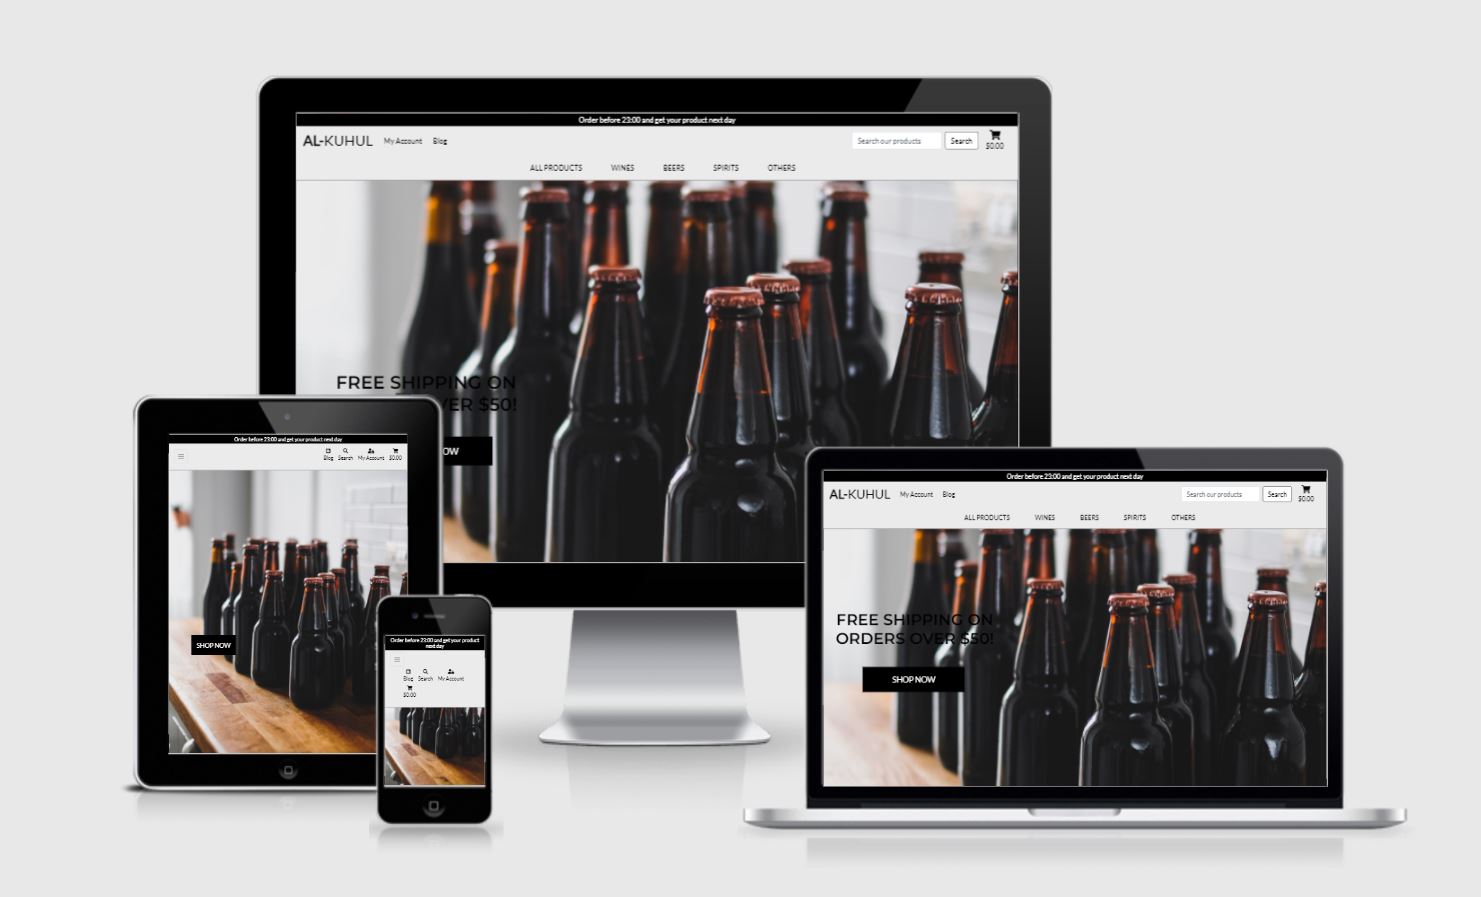 Order before 23:00 and get your product next day
AL-KUHUL My Account Blog Search our products Search $0.00
ALL PRODUCTS WINES BEERS SPIRITS OTHERS
FREE SHIPPING ON
OVER $50!
NOW
Order before 23:00 and get your product next day
Blog Search My Account $0.00
SHOP NOW
Order before 23:00 and get your product
next day
Blog Search My Account
$0.00
Order before 23:00 and get your product next day
AL-KUHUL My Account Blog Search our products Search $0.00
ALL PRODUCTS WINES BEERS SPIRITS OTHERS
FREE SHIPPING ON
ORDERS OVER $50!
SHOP NOW